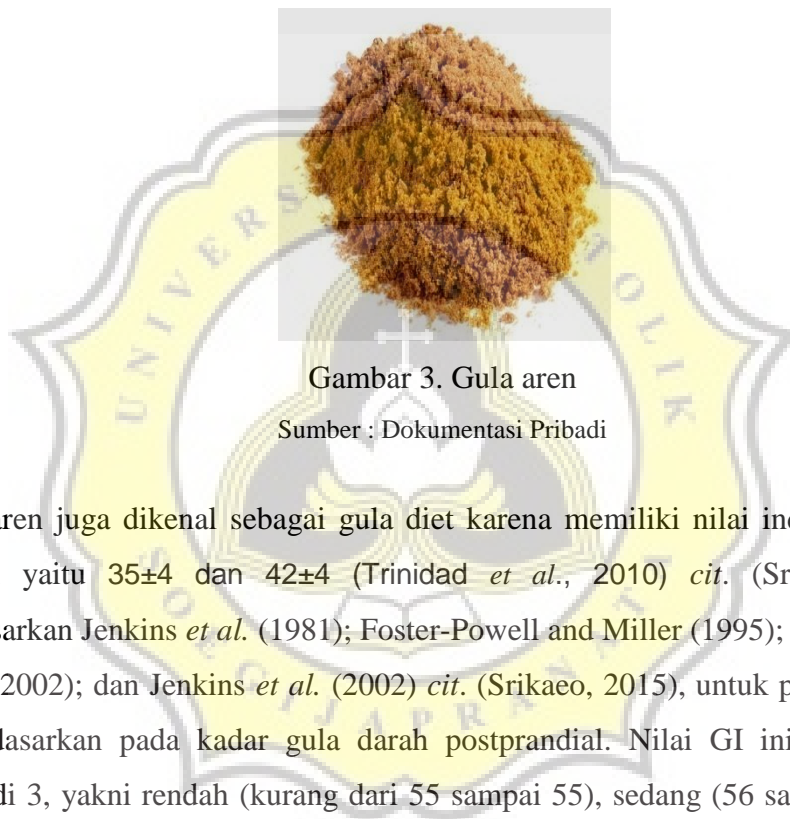 UNIVERS TOLIK
SOEGIJAPRANATA
Gambar 3. Gula aren
Sumber : Dokumentasi Pribadi
aren juga dikenal sebagai gula diet karena memiliki nilai in
yaitu 35±4 dan 42±4 (Trinidad et al., 2010) cit. (Sr
sarkan Jenkins et al. (1981); Foster-Powell and Miller (1995);
2002); dan Jenkins et al. (2002) cit. (Srikaeo, 2015), untuk p
dasarkan pada kadar gula darah postprandial. Nilai GI ini
di 3, yakni rendah (kurang dari 55 sampai 55), sedang (56 sa